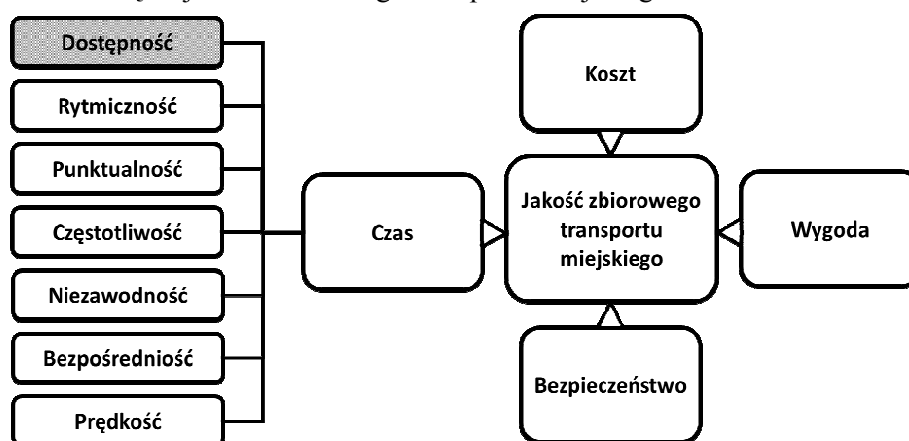 Dostępność
Rytmiczność
Punktualność
Częstotliwość
Niezawodność
Bezpośredniość
Prędkość
Czas
Koszt
Jakość zbiorowego
transportu
miejskiego
Wygoda
Bezpieczeństwo